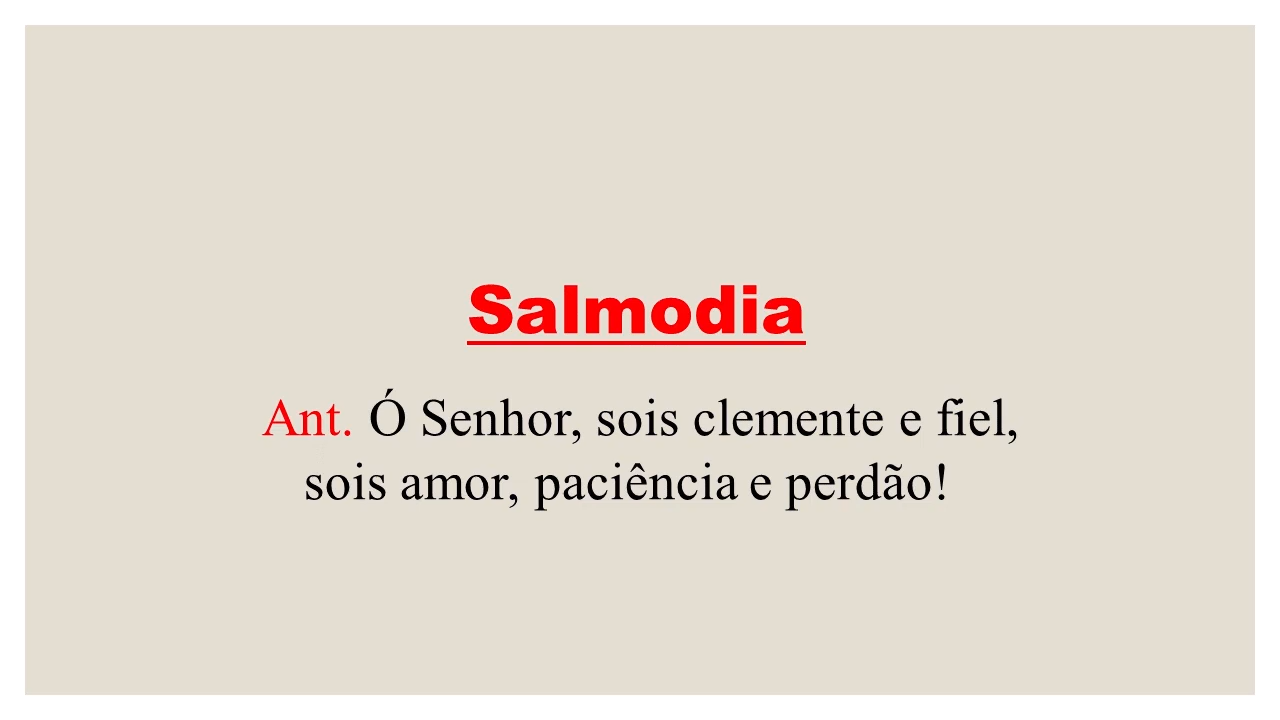 Salmodia
Ant. Ó Senhor, sois clemente e fiel,
sois amor, paciência e perdão!